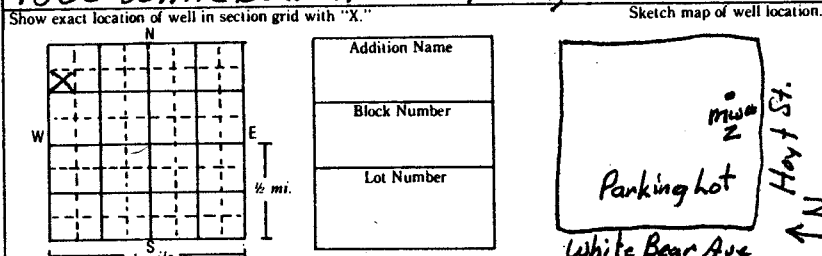 Show exact location of well in section grid with "X."
Sketch map of well location.
N
W
E
S
½ mi.
Addition Name
Block Number
Lot Number
2
Parking Lot
Hoyt St.
N
White Bear Ave